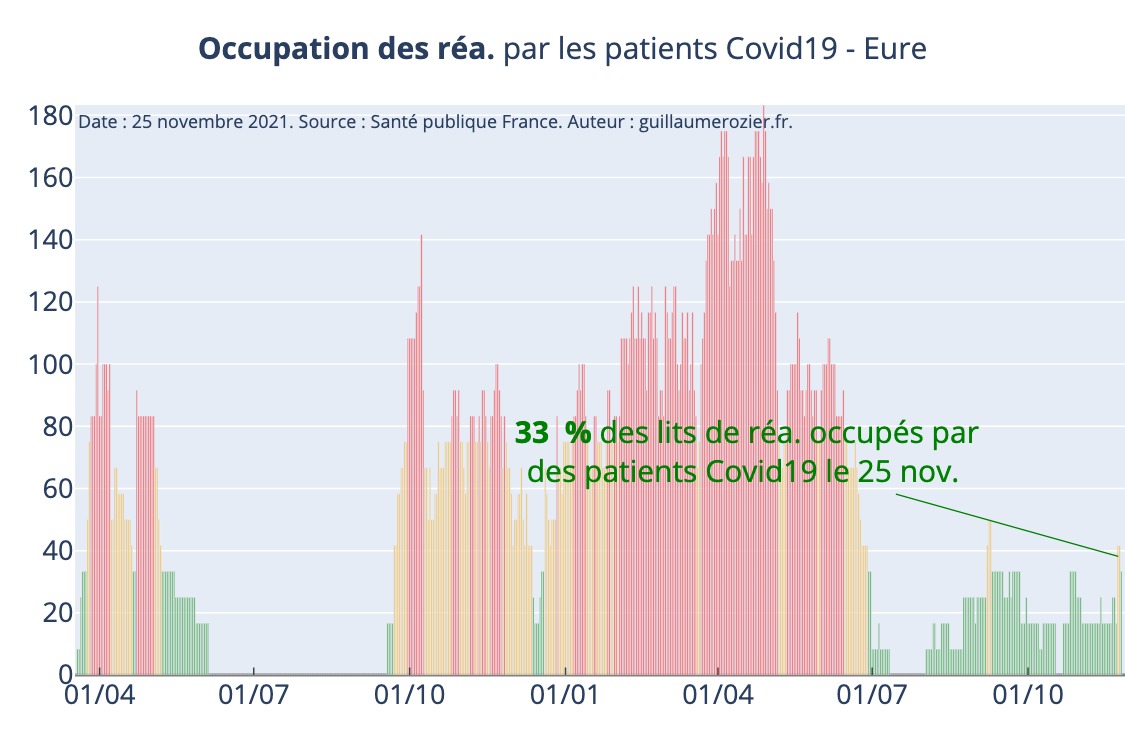 Occupation des réa. par les patients Covid19 - Eure
180
Date : 25 novembre 2021. Source : Santé publique France. Auteur : guillaumerozier.fr.
160
140
120
100
80
33 % des lits de réa. occupés par
des patients Covid19 le 25 nov.
60
40
20
0
01/04 01/07 01/10 01/01 01/04 01/07 01/10